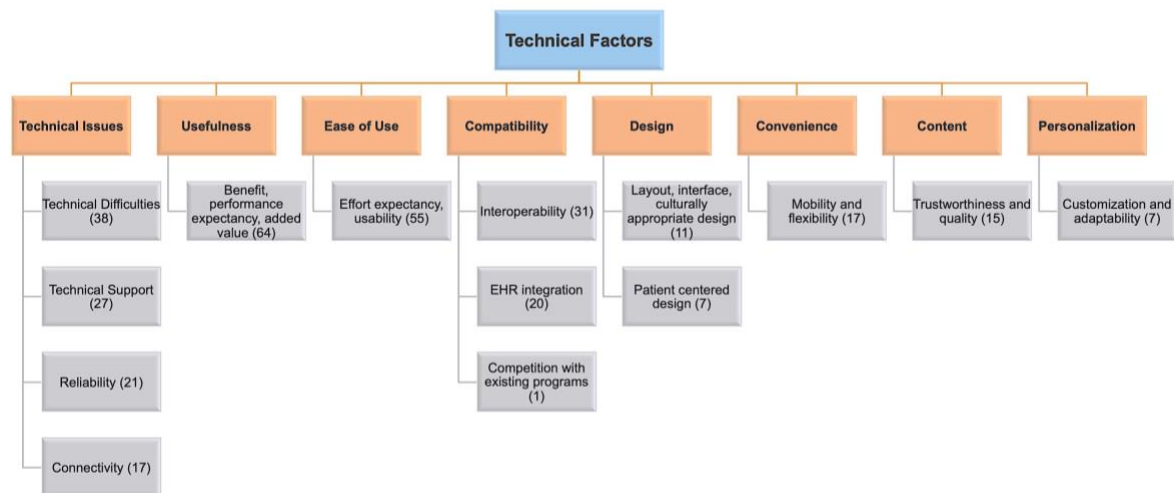 Technical Factors
Technical Issues
Usefulness
Ease of Use
Compatibility
Design
Convenience
Content
Personalization
Technical Difficulties
(38)
Technical Support
(27)
Reliability (21)
Connectivity (17)
Benefit,
performance
expectancy, added
value (64)
Effort expectancy,
usability (55)
Interoperability (31)
EHR integration
(20)
Competition with
existing programs
(1)
Layout, interface,
culturally
appropriate design
(11)
Patient centered
design (7)
Mobility and
flexibility (17)
Trustworthiness and
quality (15)
Customization and
adaptability (7)